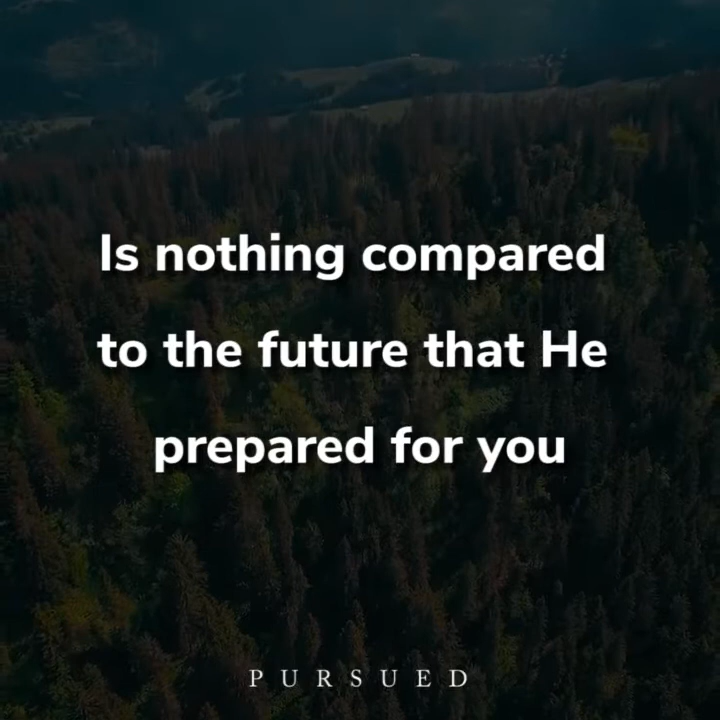 Is nothing compared
to the future that He
prepared for you
PURSUED